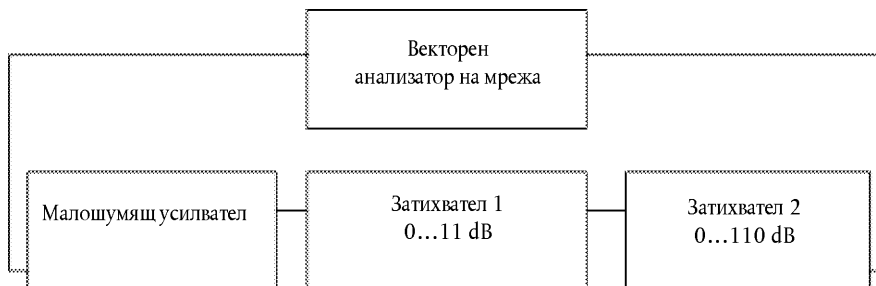 Векторен
анализатор на мрежа
Малошумящ усилвател
Затихвател 1
0…11 dB
Затихвател 2
0…110 dB